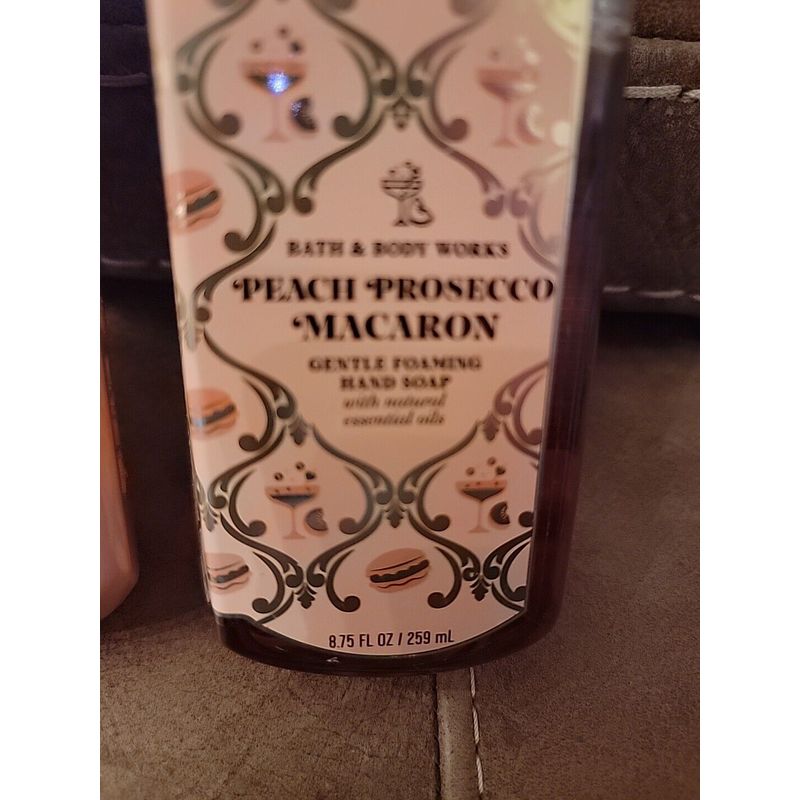 BATH & BODY WORKS
PEACH PROSECCO
MACARON
GENTLE FOAMING
HAND SOAP
with natural
essential oils
8.75 FL OZ / 259 mL